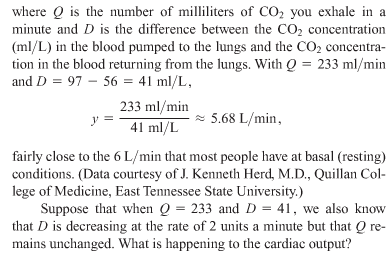 where Q is the number of milliliters of CO₂ you exhale in a
minute and D is the difference between the CO₂ concentration
(ml/L) in the blood pumped to the lungs and the CO₂ concentra-
tion in the blood returning from the lungs. With Q = 233 ml/min
and D = 97 − 56 = 41 ml/L,
y = 233 ml/min / 41 ml/L ≈ 5.68 L/min,
fairly close to the 6 L/min that most people have at basal (resting)
conditions. (Data courtesy of J. Kenneth Herd, M.D., Quillan Col-
lege of Medicine, East Tennessee State University.)
Suppose that when Q = 233 and D = 41, we also know
that D is decreasing at the rate of 2 units a minute but that Q re-
mains unchanged. What is happening to the cardiac output?